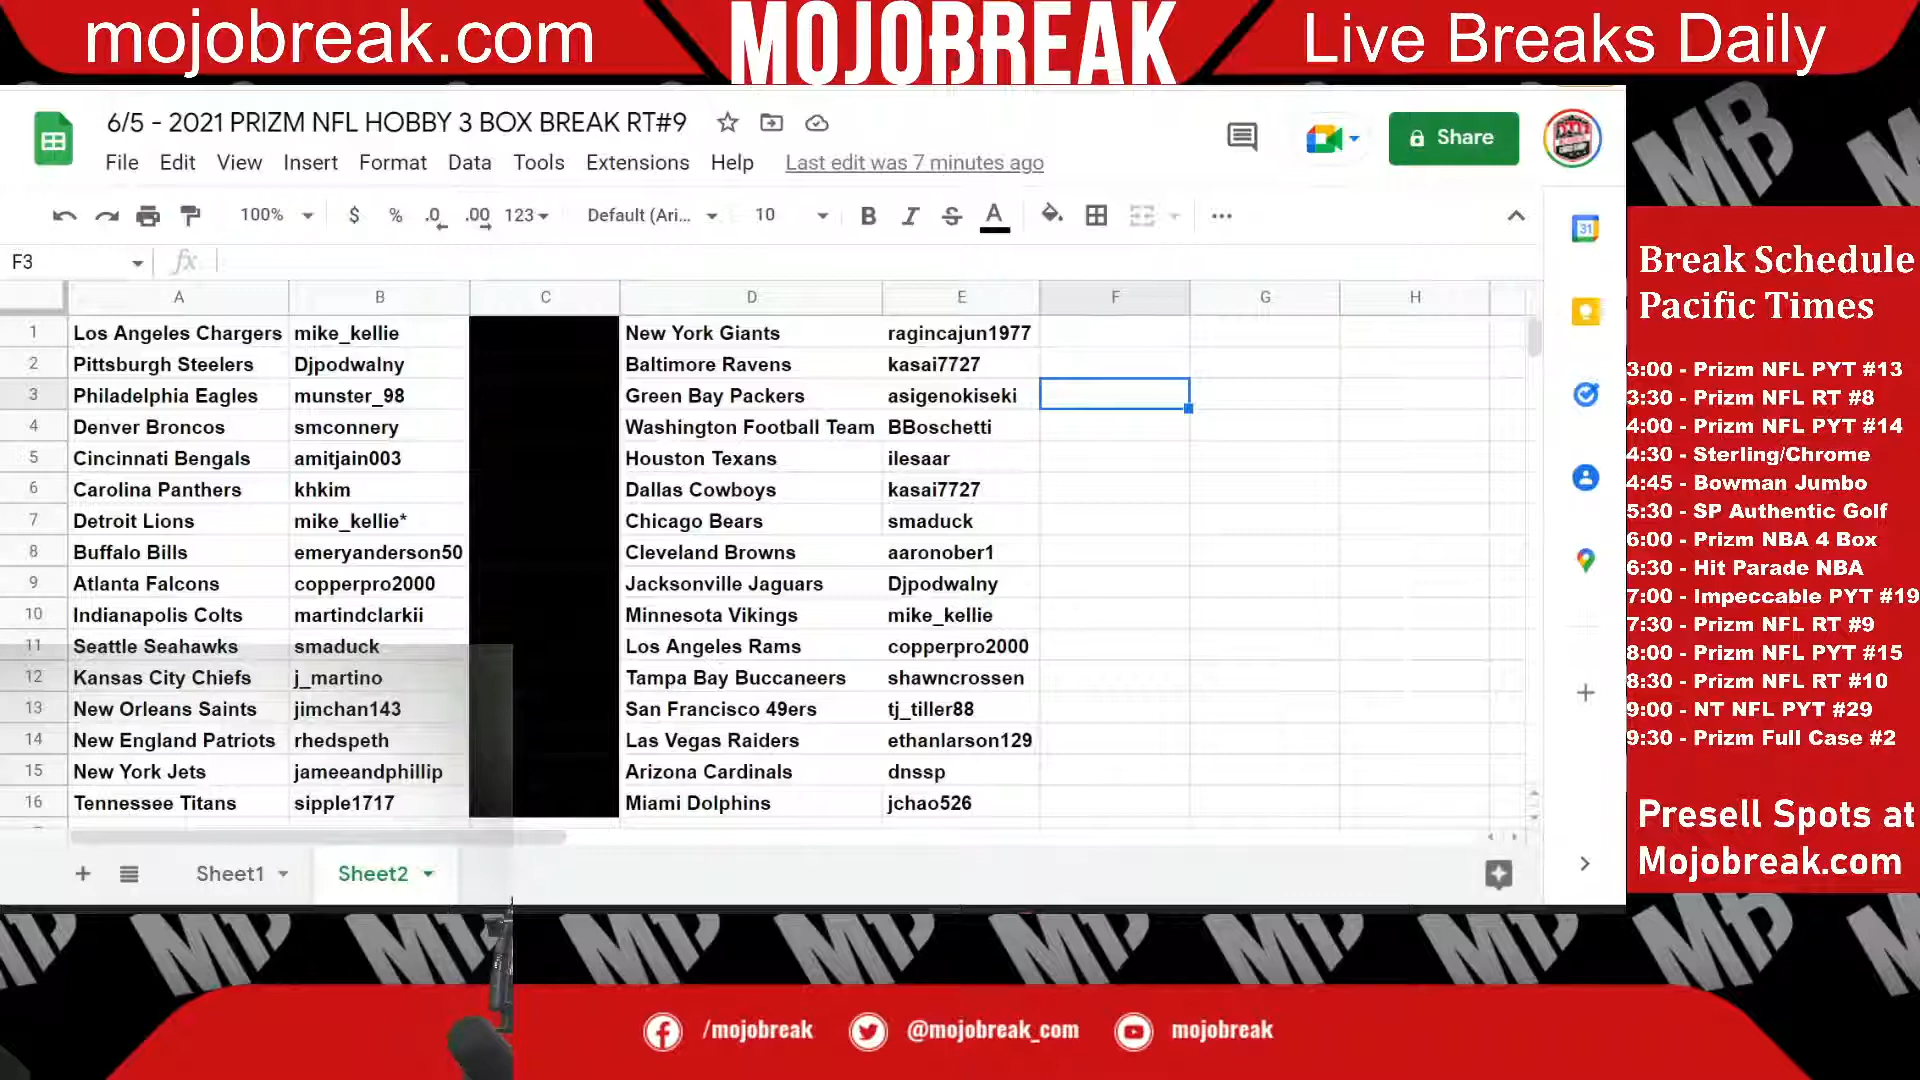 mojobreak.com
MOJOBREAK
Live Breaks Daily
6/5 - 2021 PRIZM NFL HOBBY 3 BOX BREAK RT#9
Share
File Edit View Insert Format Data Tools Extensions Help Last edit was 7 minutes ago
100% $ % .0 .00 123 Default (Ari... 10 B I S A
31
F3 fx
A B C D E F G H
1 Los Angeles Chargers mike_kellie New York Giants ragincajun1977
2 Pittsburgh Steelers Djpodwalny Baltimore Ravens kasai7727
3 Philadelphia Eagles munster_98 Green Bay Packers asigenokiseki
4 Denver Broncos smconnery Washington Football Team BBoschetti
5 Cincinnati Bengals amitjain003 Houston Texans ilesaar
6 Carolina Panthers khkim Dallas Cowboys kasai7727
7 Detroit Lions mike_kellie* Chicago Bears smaduck
8 Buffalo Bills emeryanderson50 Cleveland Browns aaronober1
9 Atlanta Falcons copperpro2000 Jacksonville Jaguars Djpodwalny
10 Indianapolis Colts martindclarkii Minnesota Vikings mike_kellie
11 Seattle Seahawks smaduck Los Angeles Rams copperpro2000
12 Kansas City Chiefs j_martino Tampa Bay Buccaneers shawncrossen
13 New Orleans Saints jimchan143 San Francisco 49ers tj_tiller88
14 New England Patriots rhedspeth Las Vegas Raiders ethanlarson129
15 New York Jets jameeandphillip Arizona Cardinals dnssp
16 Tennessee Titans sipple1717 Miami Dolphins jchao526
Sheet1 Sheet2
Break Schedule
Pacific Times
3:00 - Prizm NFL PYT #13
3:30 - Prizm NFL RT #8
4:00 - Prizm NFL PYT #14
4:30 - Sterling/Chrome
4:45 - Bowman Jumbo
5:30 - SP Authentic Golf
6:00 - Prizm NBA 4 Box
6:30 - Hit Parade NBA
7:00 - Impeccable PYT #19
7:30 - Prizm NFL RT #9
8:00 - Prizm NFL PYT #15
8:30 - Prizm NFL RT #10
9:00 - NT NFL PYT #29
9:30 - Prizm Full Case #2
Presell Spots at
Mojobreak.com
/mojobreak @mojobreak_com mojobreak